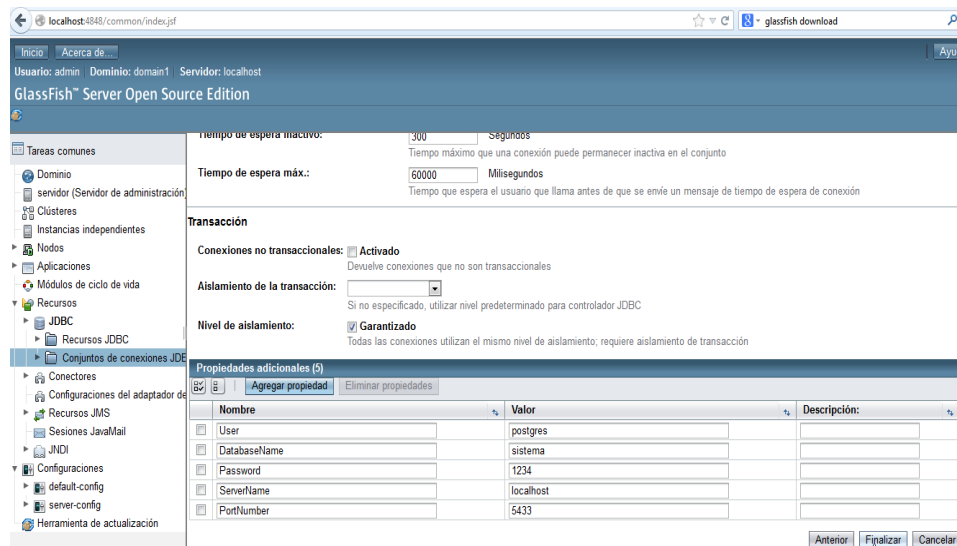 localhost:4848/common/index.jsf
glassfish download
Inicio Acerca de...
Usuario: admin Dominio: domain1 Servidor: localhost
GlassFish™ Server Open Source Edition
Tareas comunes
Dominio
servidor (Servidor de administración)
Clústeres
Instancias independientes
Nodos
Aplicaciones
Módulos de ciclo de vida
Recursos
JDBC
Recursos JDBC
Conjuntos de conexiones JDB
Conectores
Configuraciones del adaptador de
Recursos JMS
Sesiones JavaMail
JNDI
Configuraciones
default-config
server-config
Herramienta de actualización
Tiempo de espera inactivo: 300 Segundos
Tiempo máximo que una conexión puede permanecer inactiva en el conjunto
Tiempo de espera máx.: 60000 Milisegundos
Tiempo que espera el usuario que llama antes de que se envíe un mensaje de tiempo de espera de conexión
Transacción
Conexiones no transaccionales: Activado
Devuelve conexiones que no son transaccionales
Aislamiento de la transacción:
Si no especificado, utilizar nivel predeterminado para controlador JDBC
Nivel de aislamiento: Garantizado
Todas las conexiones utilizan el mismo nivel de aislamiento; requiere aislamiento de transacción
Propiedades adicionales (5)
Agregar propiedad Eliminar propiedades
Nombre Valor Descripción:
User postgres
DatabaseName sistema
Password 1234
ServerName localhost
PortNumber 5433
Anterior Finalizar Cancelar